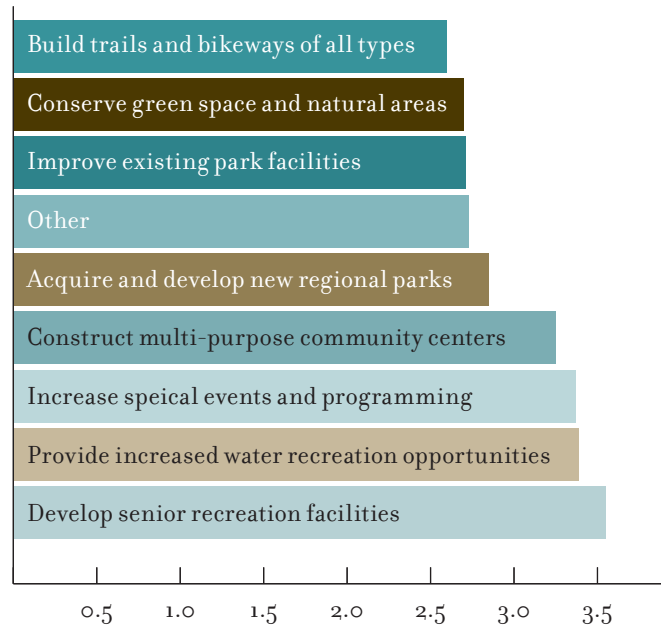 Build trails and bikeways of all types
Conserve green space and natural areas
Improve existing park facilities
Other
Acquire and develop new regional parks
Construct multi-purpose community centers
Increase speical events and programming
Provide increased water recreation opportunities
Develop senior recreation facilities
0.5 1.0 1.5 2.0 2.5 3.0 3.5